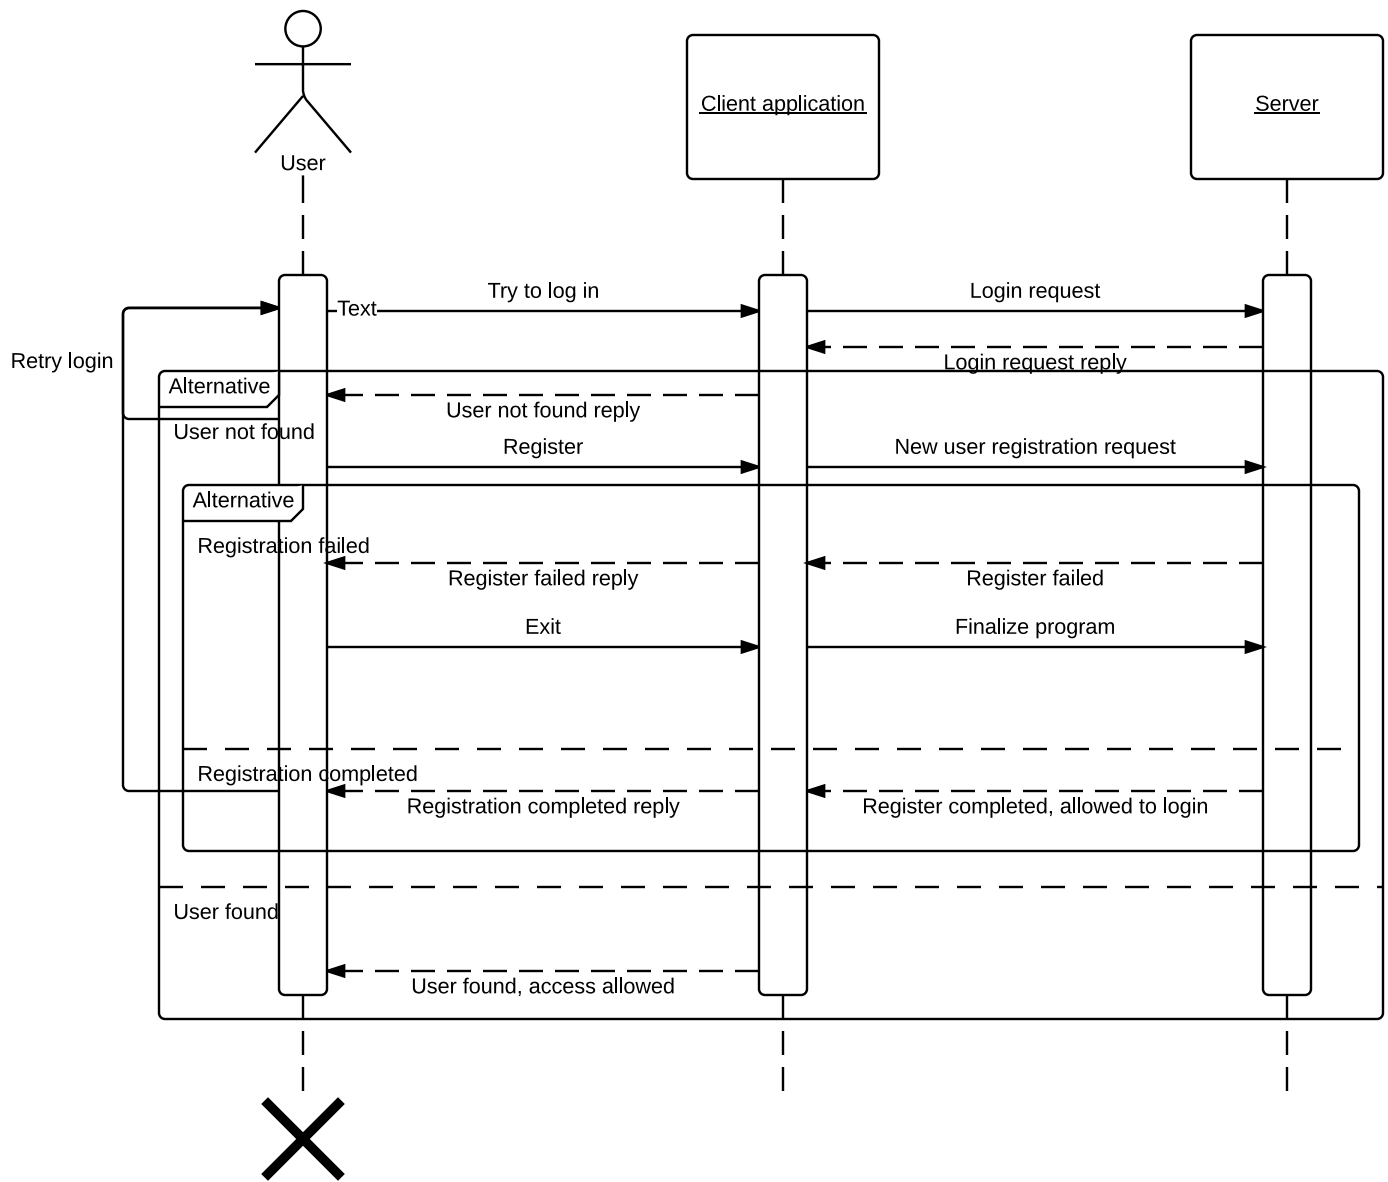 User
Client application
Server
Try to log in
Login request
Text
Retry login
Login request reply
Alternative
User not found reply
User not found
Register
New user registration request
Alternative
Registration failed
Register failed reply
Register failed
Exit
Finalize program
Registration completed
Registration completed reply
Register completed, allowed to login
User found
User found, access allowed